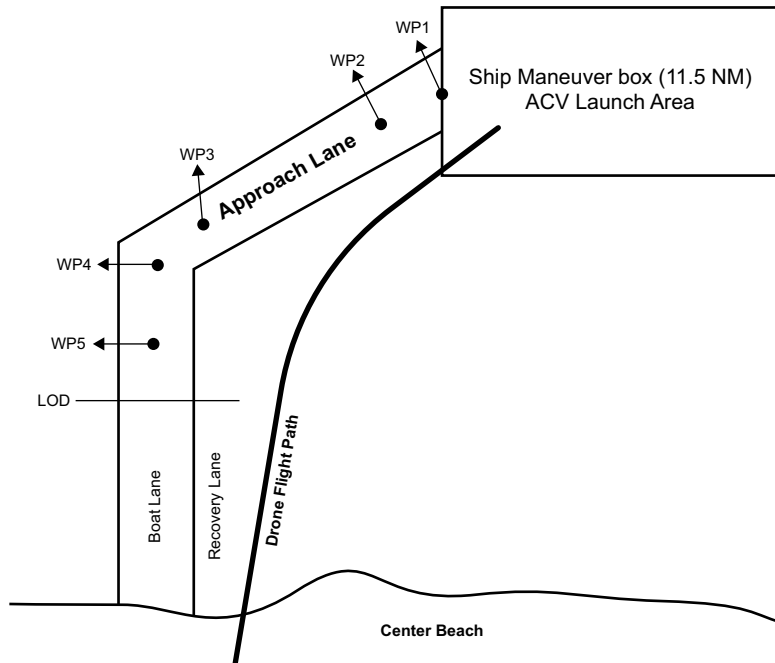 WP1
WP2
Ship Maneuver box (11.5 NM)
ACV Launch Area
WP3
Approach Lane
WP4
WP5
LOD
Boat Lane
Recovery Lane
Drone Flight Path
Center Beach